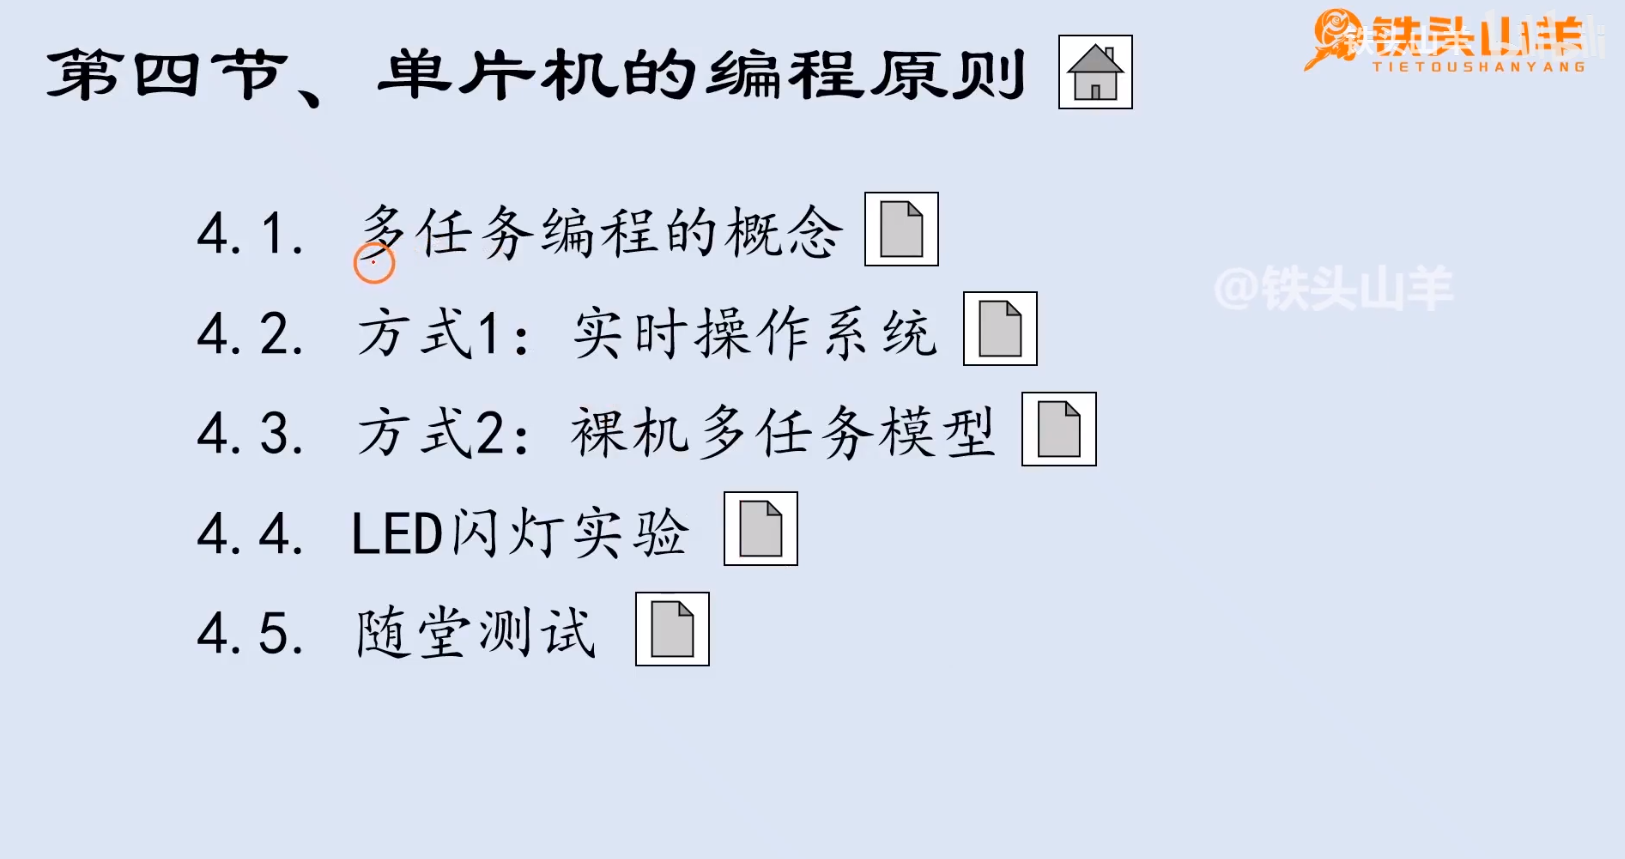 第四节、单片机的编程原则
铁头山羊
TIETOUSHANYANG
4.1. 多任务编程的概念
@铁头山羊
4.2. 方式1：实时操作系统
4.3. 方式2：裸机多任务模型
4.4. LED闪灯实验
4.5. 随堂测试